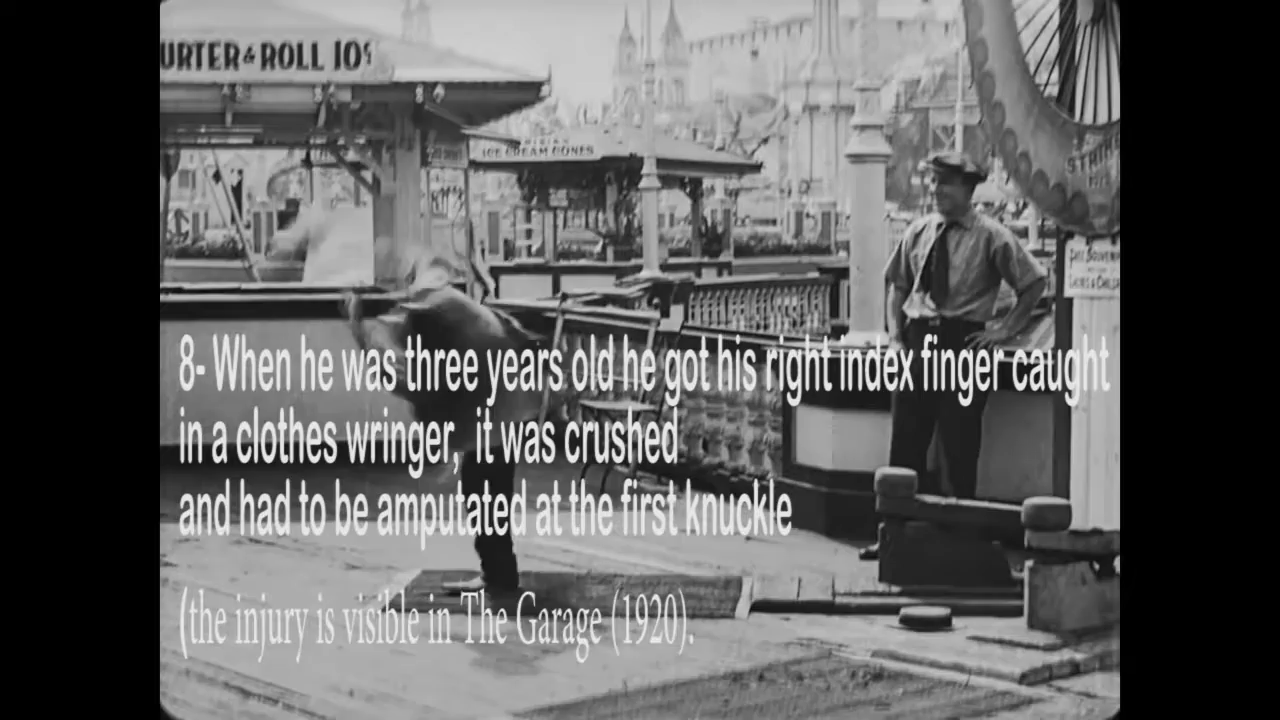 URTER & ROLL 10¢
ICE CREAM CONES
8- When he was three years old he got his right index finger caught
in a clothes wringer, it was crushed
and had to be amputated at the first knuckle
(the injury is visible in The Garage (1920).